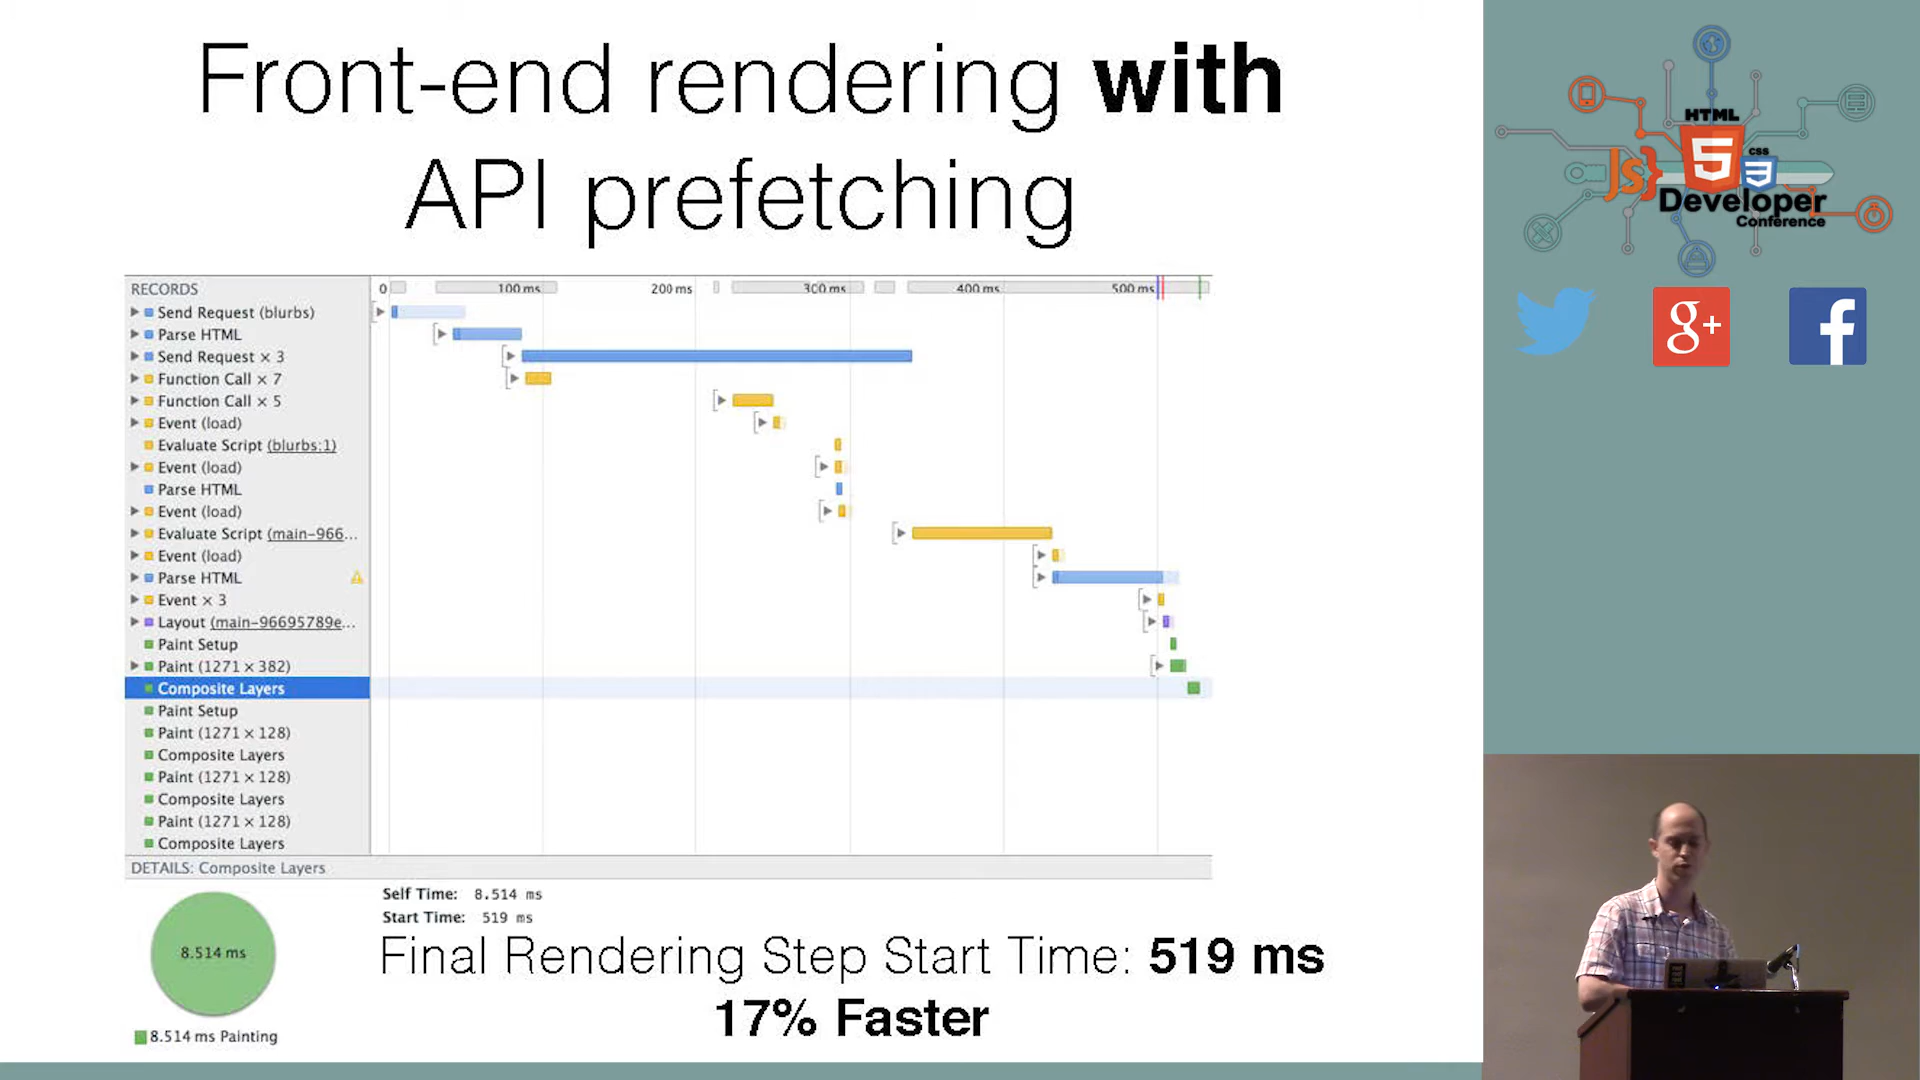 Front-end rendering with
API prefetching
RECORDS
0
100 ms
200 ms
300 ms
400 ms
500 ms
Send Request (blurbs)
Parse HTML
Send Request × 3
Function Call × 7
Function Call × 5
Event (load)
Evaluate Script (blurbs:1)
Event (load)
Parse HTML
Event (load)
Evaluate Script (main-966...
Event (load)
Parse HTML
Event × 3
Layout (main-96695789e...
Paint Setup
Paint (1271 × 382)
Composite Layers
Paint Setup
Paint (1271 × 128)
Composite Layers
Paint (1271 × 128)
Composite Layers
Paint (1271 × 128)
Composite Layers
DETAILS: Composite Layers
8.514 ms
8.514 ms Painting
Self Time: 8.514 ms
Start Time: 519 ms
Final Rendering Step Start Time: 519 ms
17% Faster
HTML
5
CSS
3
JS}
Developer
Conference
g+
f